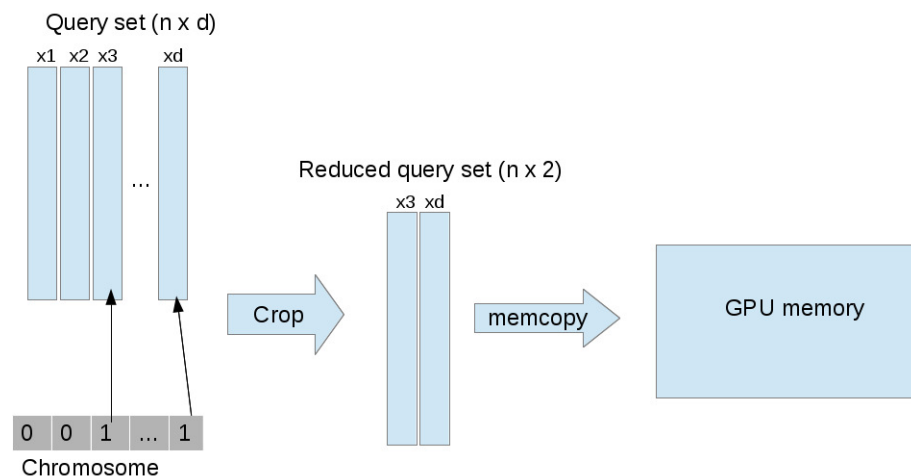 Query set (n x d)
x1 x2 x3 xd
...
Reduced query set (n x 2)
x3 xd
Crop
memcopy
GPU memory
0 0 1 ... 1
Chromosome